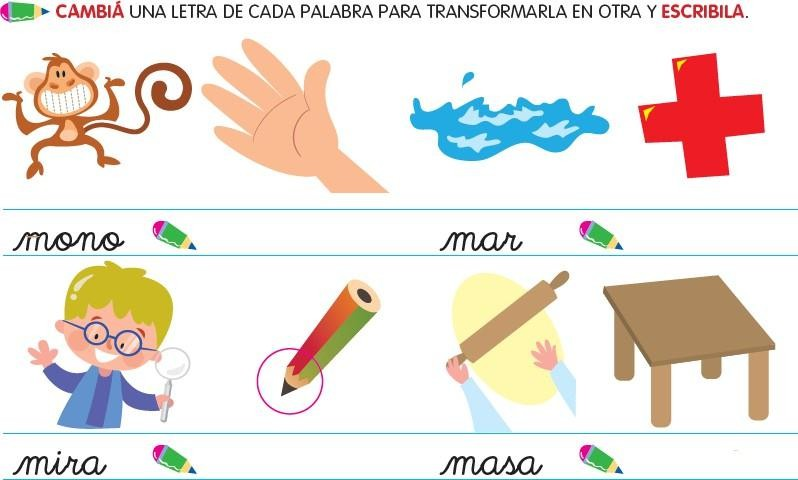 CAMBIÁ UNA LETRA DE CADA PALABRA PARA TRANSFORMARLA EN OTRA Y ESCRIBILA.
mono mar
mira masa